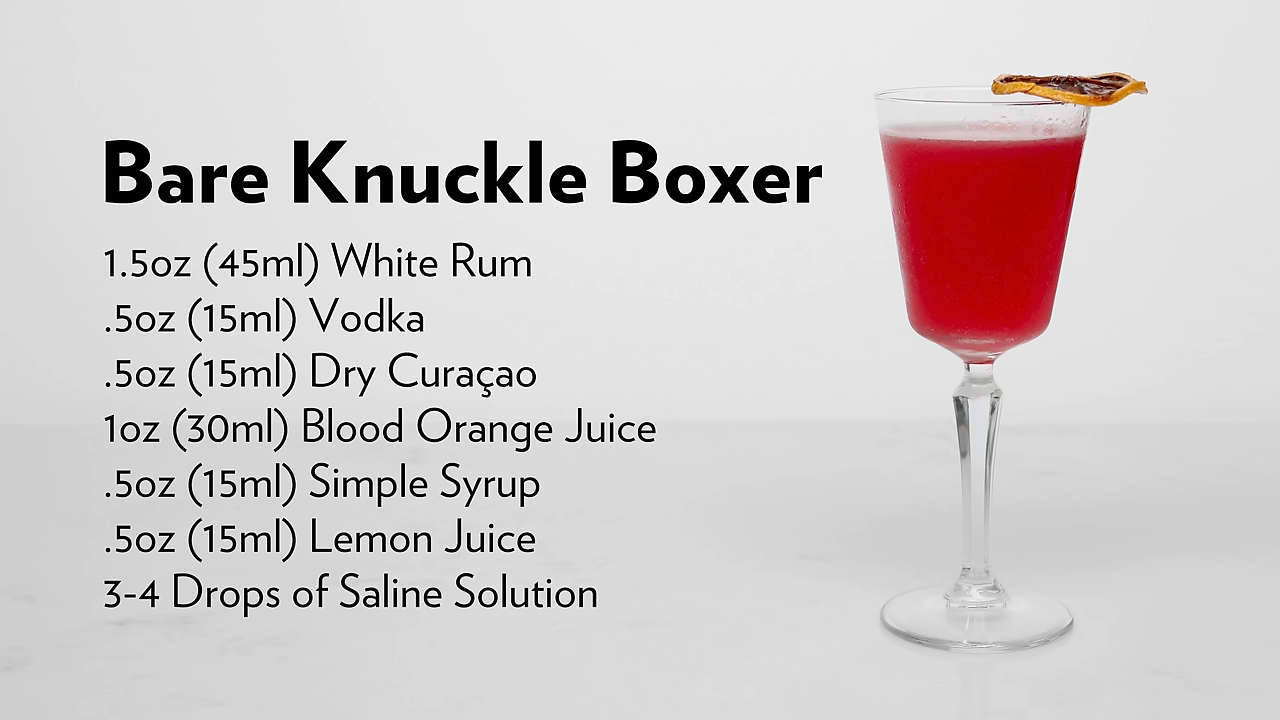 Bare Knuckle Boxer
1.5oz (45ml) White Rum
.5oz (15ml) Vodka
.5oz (15ml) Dry Curaçao
1oz (30ml) Blood Orange Juice
.5oz (15ml) Simple Syrup
.5oz (15ml) Lemon Juice
3-4 Drops of Saline Solution